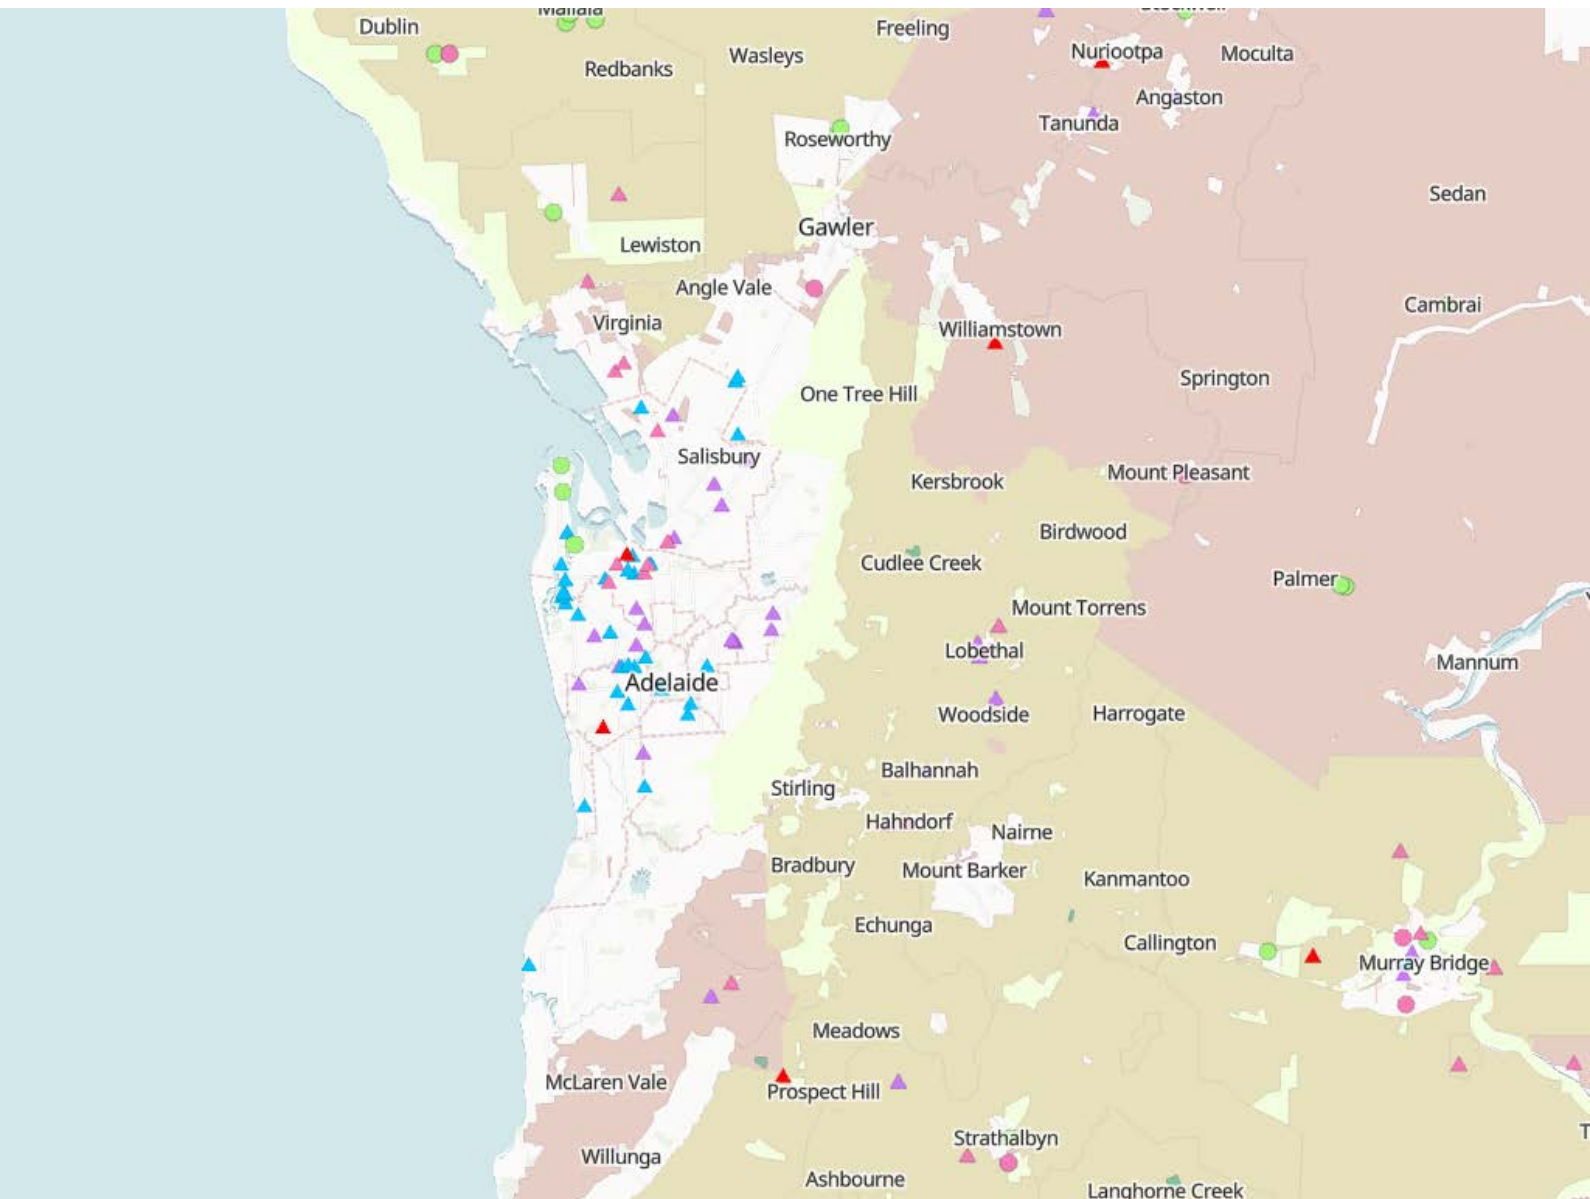 Mallala
Stockwell
Dublin
Freeling
Wasleys
Nuriootpa
Moculta
Redbanks
Angaston
Tanunda
Roseworthy
Sedan
Gawler
Lewiston
Angle Vale
Cambrai
Virginia
Williamstown
Springton
One Tree Hill
Salisbury
Mount Pleasant
Kersbrook
Birdwood
Cudlee Creek
Palmer
Mount Torrens
Lobethal
Mannum
Adelaide
Woodside
Harrogate
Balhannah
Stirling
Hahndorf
Nairne
Bradbury
Mount Barker
Kanmantoo
Echunga
Callington
Murray Bridge
Meadows
McLaren Vale
Prospect Hill
Strathalbyn
Willunga
Ashbourne
Langhorne Creek